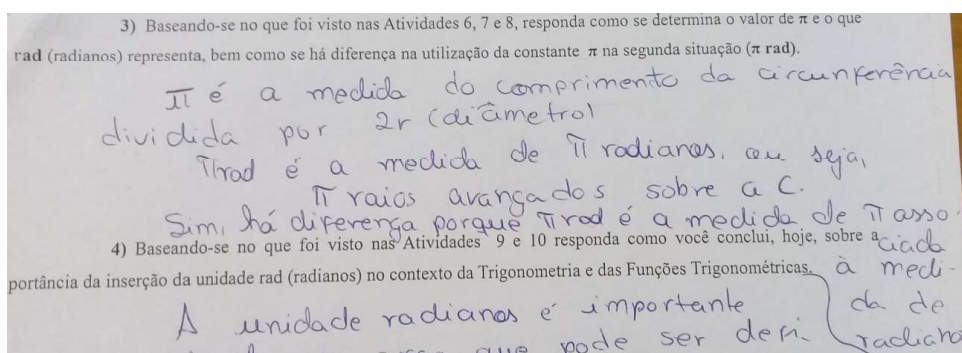 3) Baseando-se no que foi visto nas Atividades 6, 7 e 8, responda como se determina o valor de π e o que
rad (radianos) representa, bem como se há diferença na utilização da constante π na segunda situação (π rad).
π é a medida do comprimento da circunferência
dividida por 2r (diâmetro)
πrad é a medida de π radianos, ou seja,
π raios avançados sobre a C.
Sim, há diferença porque πrad é a medida de π asso
ciada
à medi-
da de
radiano
4) Baseando-se no que foi visto nas Atividades 9 e 10 responda como você conclui, hoje, sobre a
portância da inserção da unidade rad (radianos) no contexto da Trigonometria e das Funções Trigonométricas.
A unidade radianos é importante
que pode ser defi-